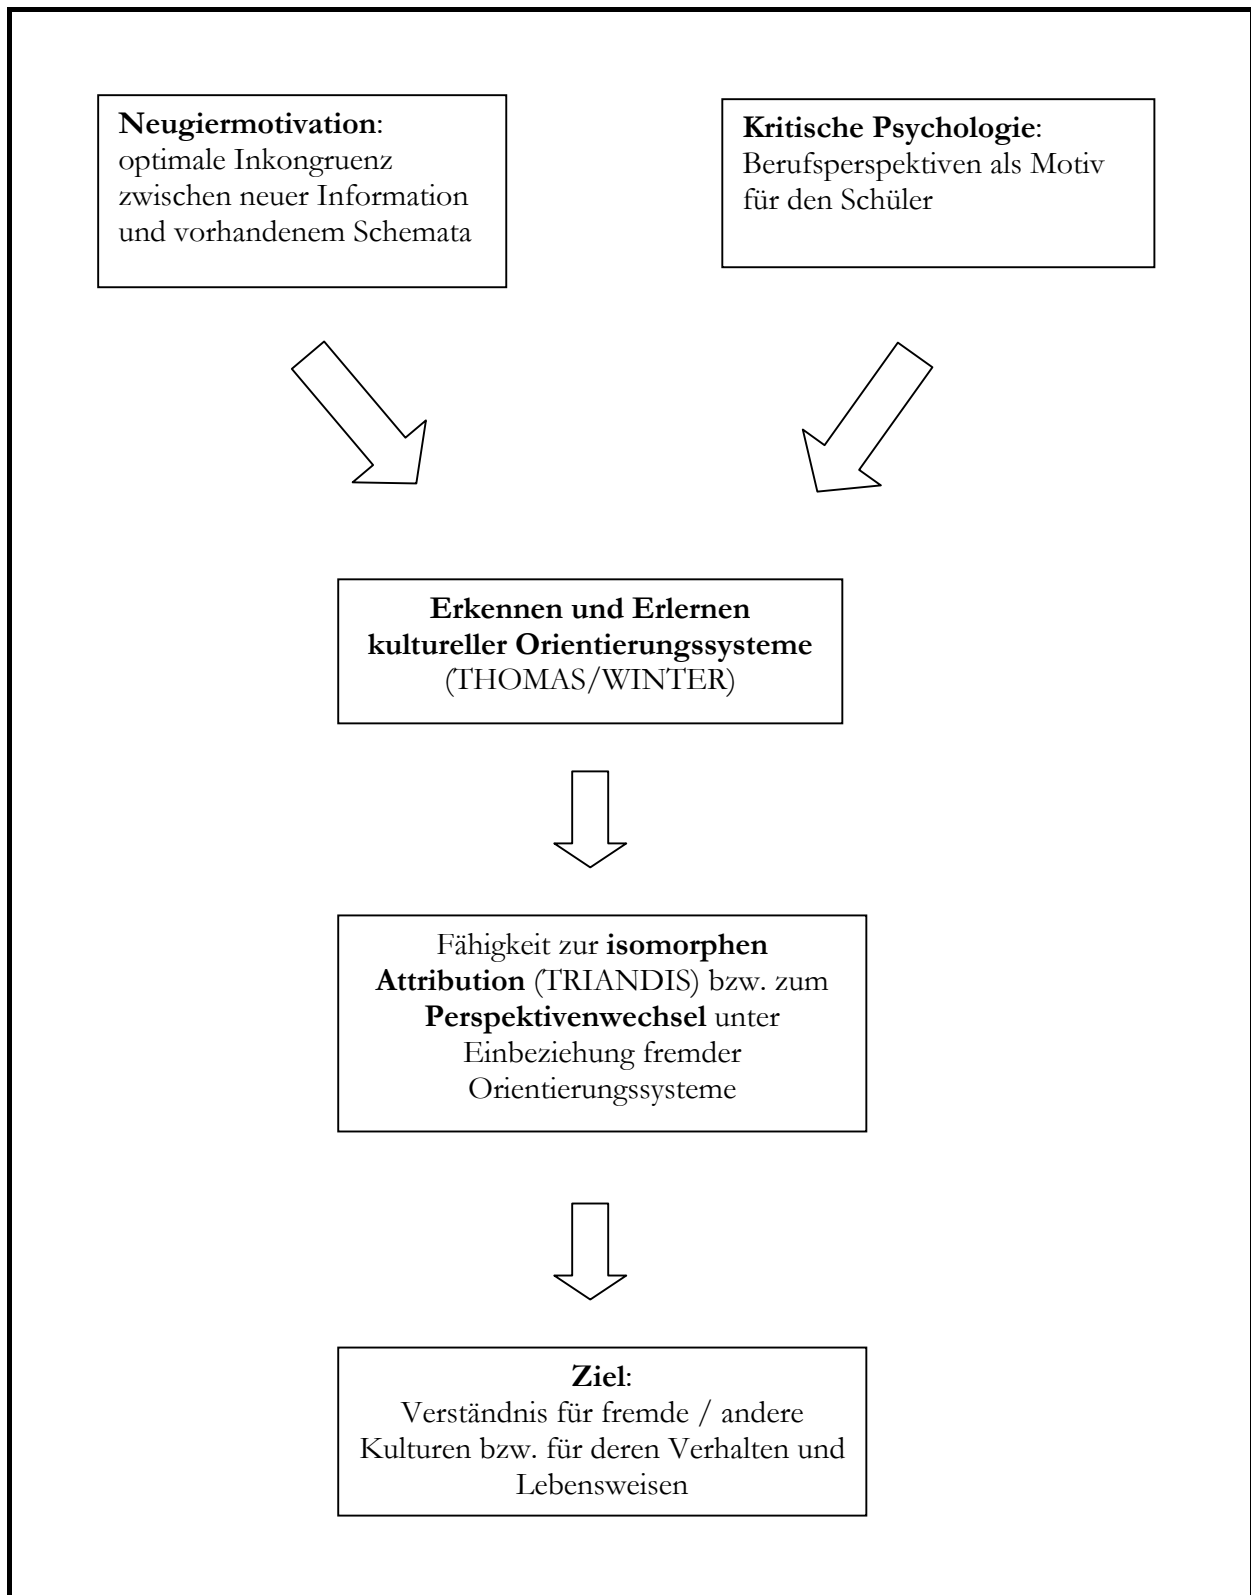 Neugiermotivation:
optimale Inkongruenz
zwischen neuer Information
und vorhandenem Schemata
Kritische Psychologie:
Berufsperspektiven als Motiv
für den Schüler
Erkennen und Erlernen
kultureller Orientierungssysteme
(THOMAS/WINTER)
Fähigkeit zur isomorphen
Attribution (TRIANDIS) bzw. zum
Perspektivenwechsel unter
Einbeziehung fremder
Orientierungssysteme
Ziel:
Verständnis für fremde / andere
Kulturen bzw. für deren Verhalten und
Lebensweisen